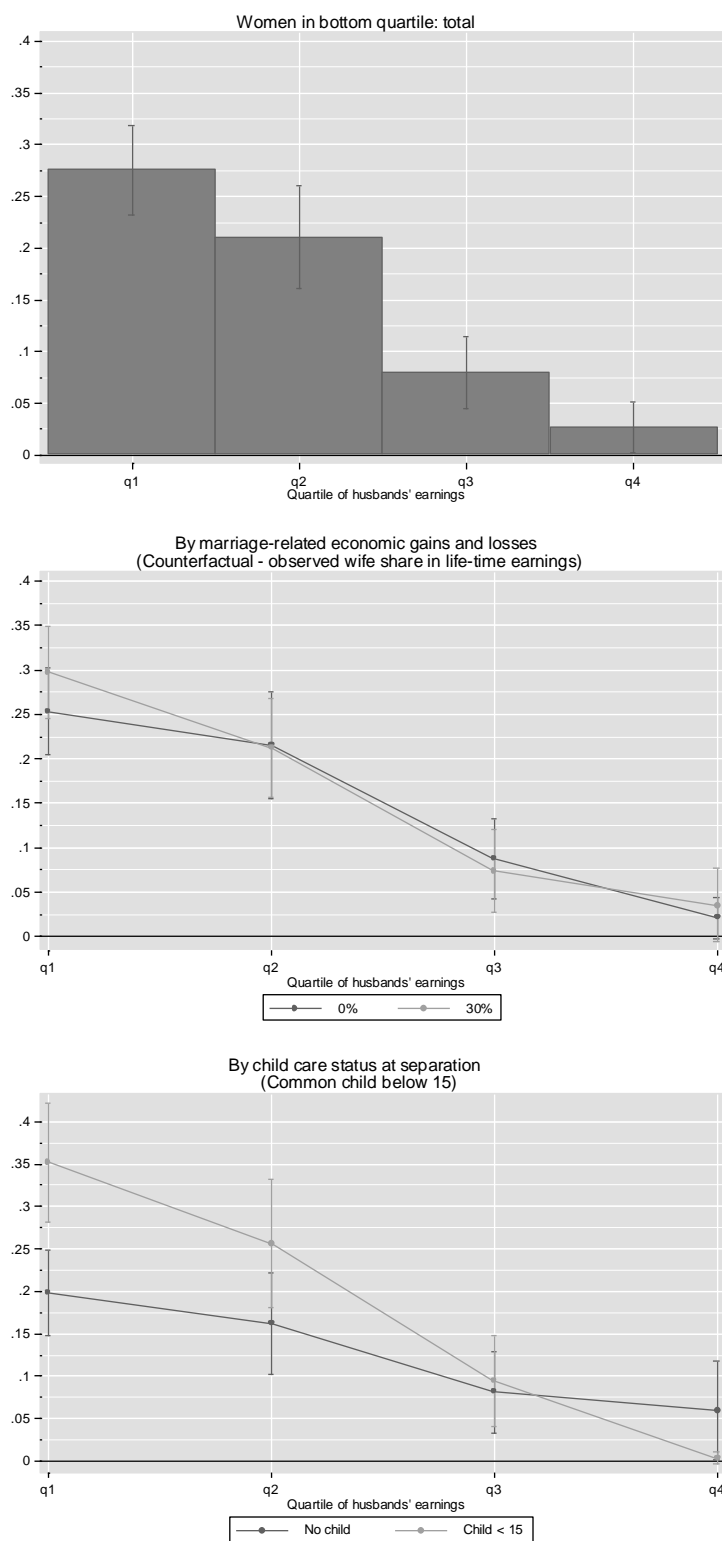 Women in bottom quartile: total
.4
.35
.3
.25
.2
.15
.1
.05
0
q1 q2 q3 q4
Quartile of husbands' earnings
By marriage-related economic gains and losses
(Counterfactual - observed wife share in life-time earnings)
.4
.35
.3
.25
.2
.15
.1
.05
0
q1 q2 q3 q4
Quartile of husbands' earnings
0% 30%
By child care status at separation
(Common child below 15)
.4
.35
.3
.25
.2
.15
.1
.05
0
q1 q2 q3 q4
Quartile of husbands' earnings
No child Child < 15